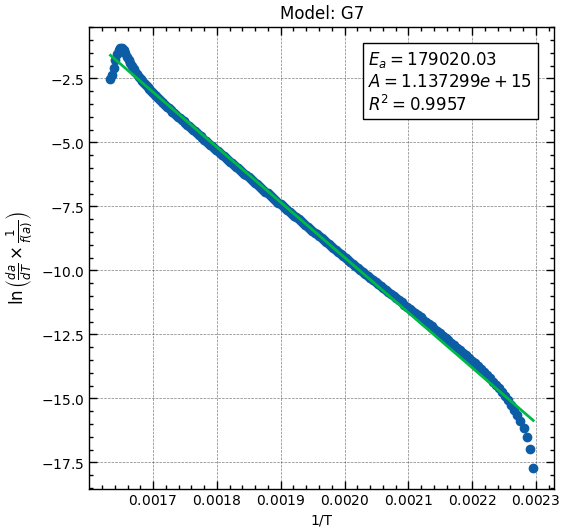 Model: G7
E_a = 179020.03
A = 1.137299e + 15
R^2 = 0.9957
−2.5
−5.0
−7.5
−10.0
−12.5
−15.0
−17.5
ln(da/dT × 1/f(a))
0.0017 0.0018 0.0019 0.0020 0.0021 0.0022 0.0023
1/T